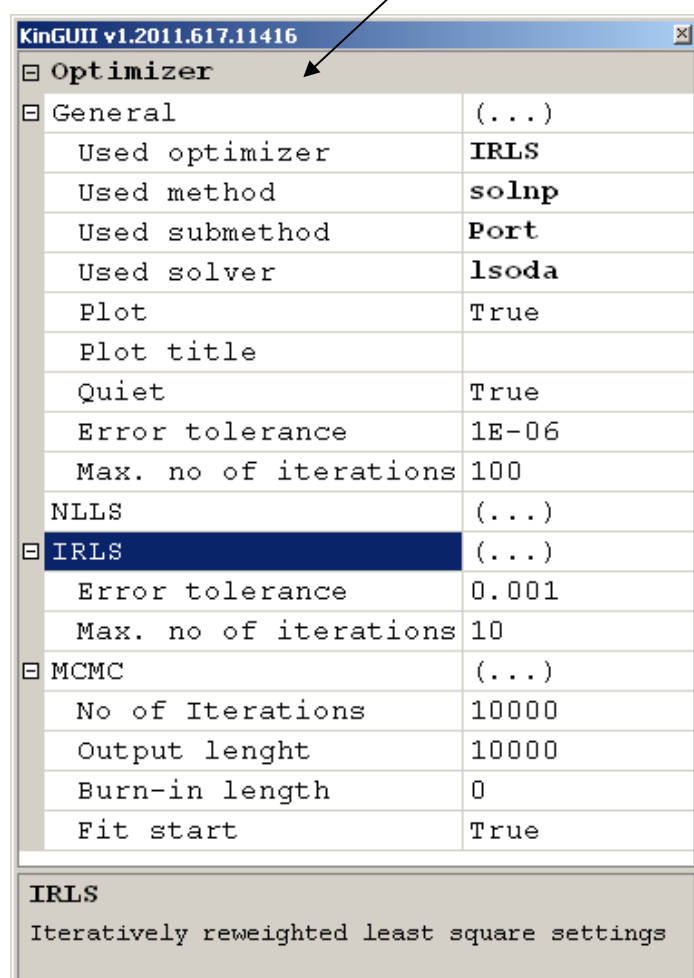 KinGUII v1.2011.617.11416
Optimizer
General (...)
Used optimizer IRLS
Used method solnp
Used submethod Port
Used solver lsoda
Plot True
Plot title
Quiet True
Error tolerance 1E-06
Max. no of iterations 100
NLLS (...)
IRLS (...)
Error tolerance 0.001
Max. no of iterations 10
MCMC (...)
No of Iterations 10000
Output lenght 10000
Burn-in length 0
Fit start True
IRLS
Iteratively reweighted least square settings